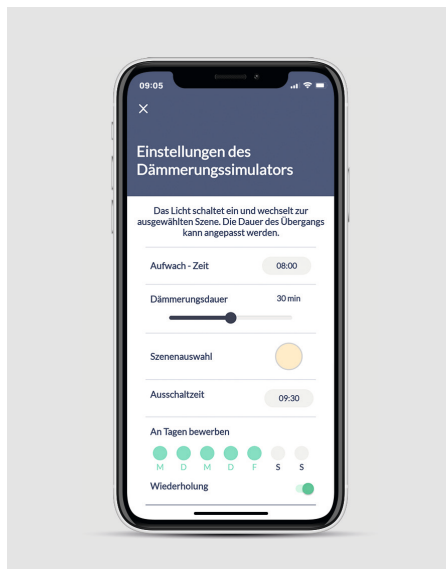 09:05
Einstellungen des
Dämmerungssimulators
Das Licht schaltet ein und wechselt zur
ausgewählten Szene. Die Dauer des Übergangs
kann angepasst werden.
Aufwach - Zeit 08:00
Dämmerungsdauer 30 min
Szenenauswahl
Ausschaltzeit 09:30
An Tagen bewerben
M D M D F S S
Wiederholung